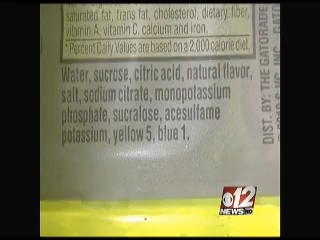 saturated fat, trans fat, cholesterol, dietary fiber,
vitamin A, vitamin C, calcium and iron.
* Percent Daily Values are based on a 2,000 calorie diet.
Water, sucrose, citric acid, natural flavor,
salt, sodium citrate, monopotassium
phosphate, sucralose, acesulfame
potassium, yellow 5, blue 1.
DIST. BY: THE GATORADE
12
NEWS HD